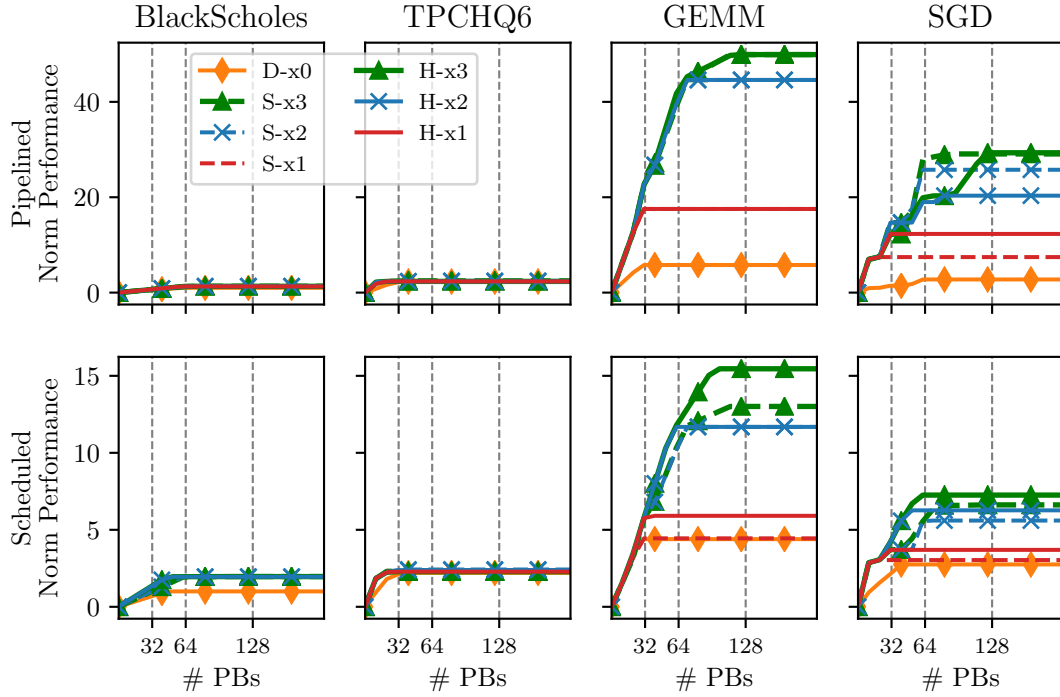 BlackScholes TPCHQ6 GEMM SGD
Pipelined
Norm Performance
0
20
40
D-x0
S-x3
S-x2
S-x1
H-x3
H-x2
H-x1
Scheduled
Norm Performance
0
5
10
15
32 64 128 32 64 128 32 64 128 32 64 128
# PBs # PBs # PBs # PBs